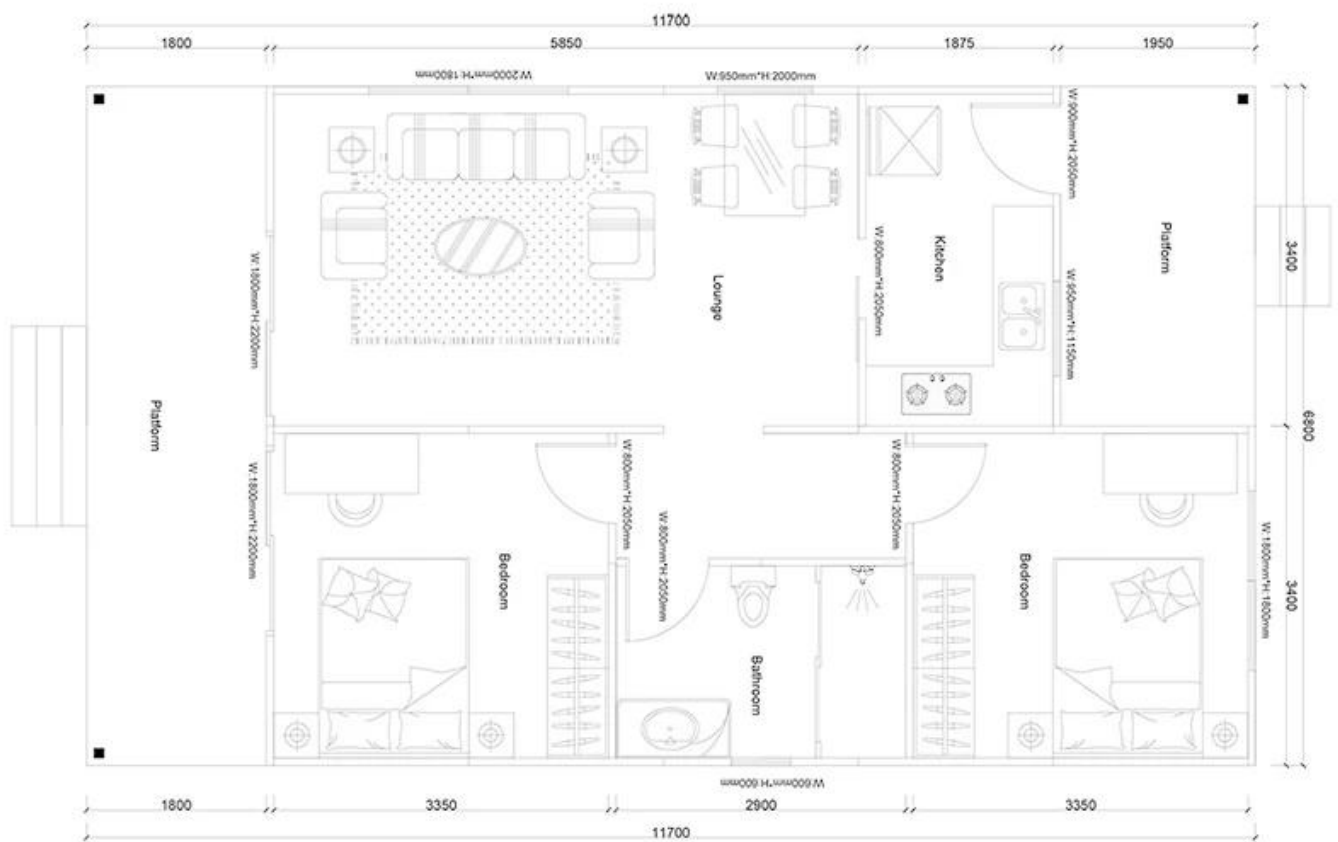 11700
1800
5850
1875
1950
W:2000mm*H:1800mm
W:950mm*H:2000mm
W:900mm*H:2050mm
W:800mm*H:2050mm
Kitchen
Platform
3400
Lounge
W:1800mm*H:2200mm
W:950mm*H:1150mm
Platform
6800
W:1800mm*H:2200mm
W:800mm*H:2050mm
W:800mm*H:2050mm
W:800mm*H:2050mm
Bedroom
Bedroom
W:1800mm*H:1800mm
3400
Bathroom
W:600mm*H:600mm
1800
3350
2900
3350
11700